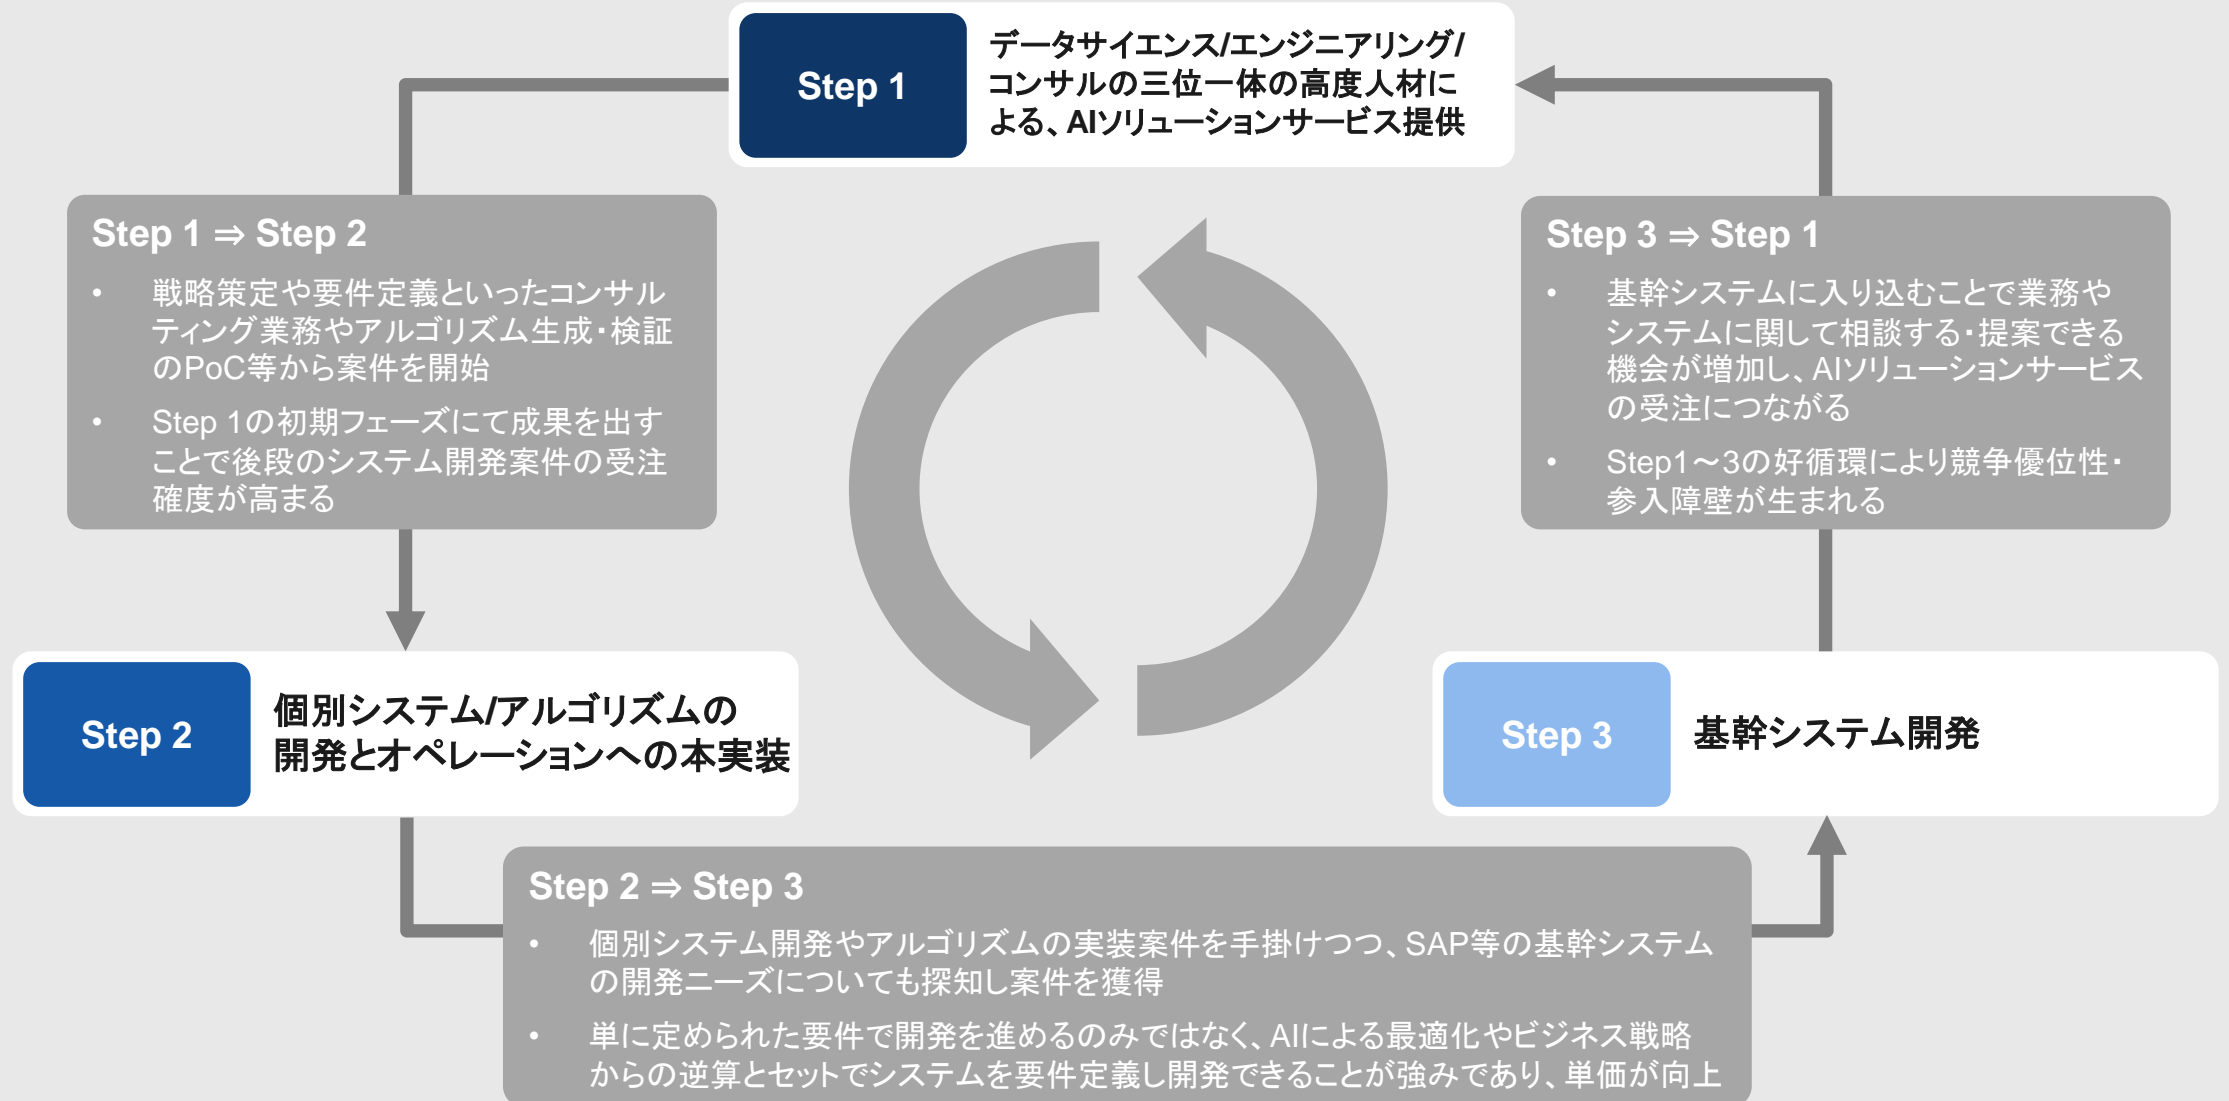 Step 1
データサイエンス/エンジニアリング/
コンサルの三位一体の高度人材に
よる、AIソリューションサービス提供
Step 1 ⇒ Step 2
• 戦略策定や要件定義といったコンサル
ティング業務やアルゴリズム生成・検証
のPoC等から案件を開始
• Step 1の初期フェーズにて成果を出す
ことで後段のシステム開発案件の受注
確度が高まる
Step 3 ⇒ Step 1
• 基幹システムに入り込むことで業務や
システムに関して相談する・提案できる
機会が増加し、AIソリューションサービス
の受注につながる
• Step1～3の好循環により競争優位性・
参入障壁が生まれる
Step 2
個別システム/アルゴリズムの
開発とオペレーションへの本実装
Step 3
基幹システム開発
Step 2 ⇒ Step 3
• 個別システム開発やアルゴリズムの実装案件を手掛けつつ、SAP等の基幹システム
の開発ニーズについても探知し案件を獲得
• 単に定められた要件で開発を進めるのみではなく、AIによる最適化やビジネス戦略
からの逆算とセットでシステムを要件定義し開発できることが強みであり、単価が向上